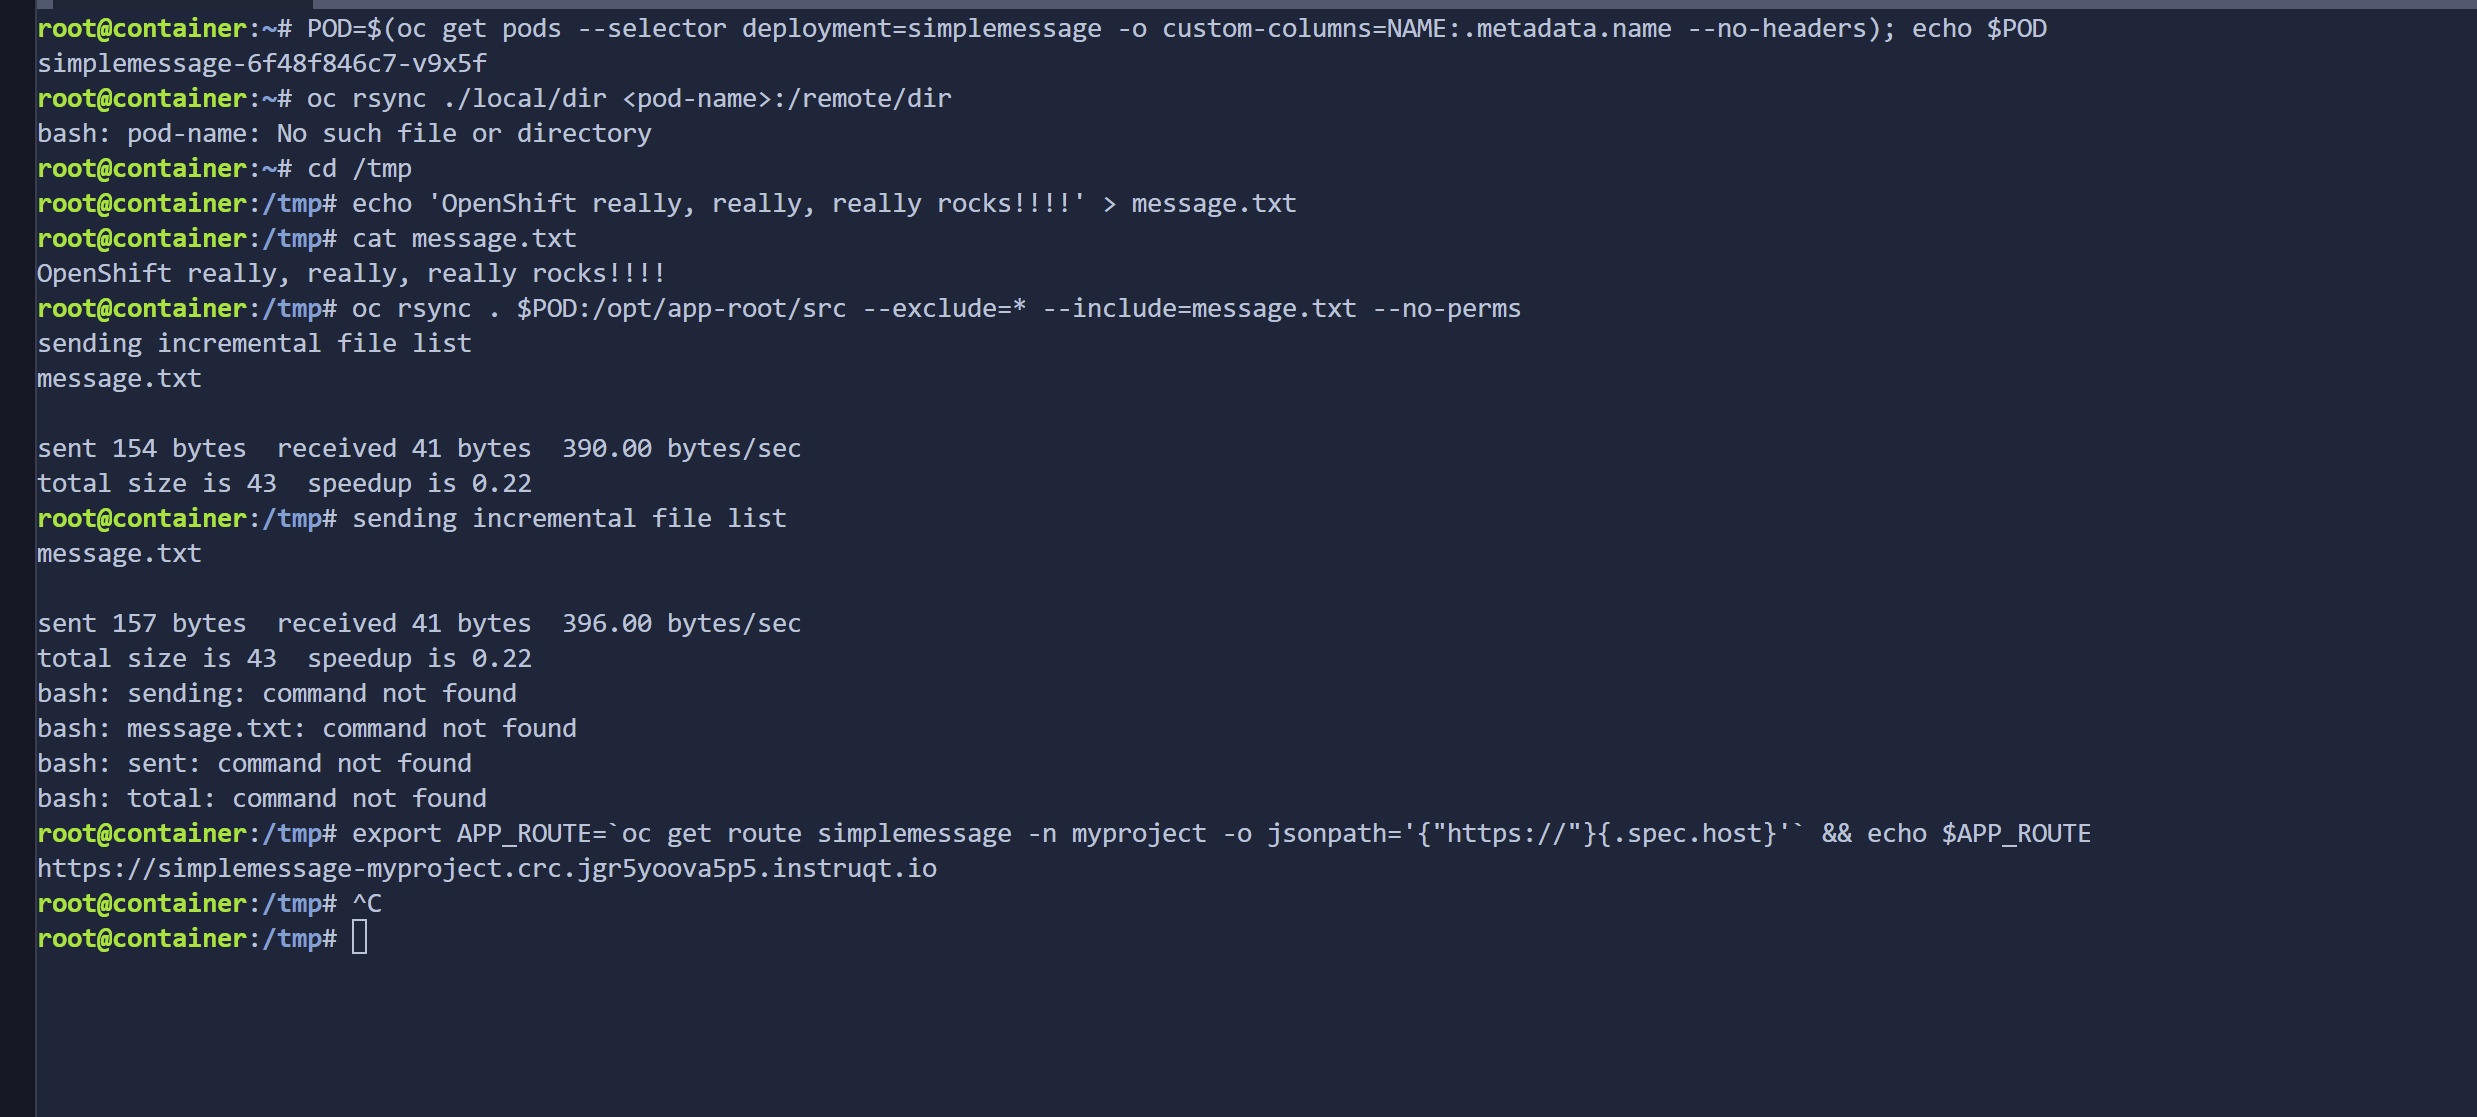 root@container:~# POD=$(oc get pods --selector deployment=simplemessage -o custom-columns=NAME:.metadata.name --no-headers); echo $POD
simplemessage-6f48f846c7-v9x5f
root@container:~# oc rsync ./local/dir <pod-name>:/remote/dir
bash: pod-name: No such file or directory
root@container:~# cd /tmp
root@container:/tmp# echo 'OpenShift really, really, really rocks!!!!' > message.txt
root@container:/tmp# cat message.txt
OpenShift really, really, really rocks!!!!
root@container:/tmp# oc rsync . $POD:/opt/app-root/src --exclude=* --include=message.txt --no-perms
sending incremental file list
message.txt

sent 154 bytes  received 41 bytes  390.00 bytes/sec
total size is 43  speedup is 0.22
root@container:/tmp# sending incremental file list
message.txt

sent 157 bytes  received 41 bytes  396.00 bytes/sec
total size is 43  speedup is 0.22
bash: sending: command not found
bash: message.txt: command not found
bash: sent: command not found
bash: total: command not found
root@container:/tmp# export APP_ROUTE=`oc get route simplemessage -n myproject -o jsonpath='{"https://"}{.spec.host}'` && echo $APP_ROUTE
https://simplemessage-myproject.crc.jgr5yoova5p5.instruqt.io
root@container:/tmp# ^C
root@container:/tmp#